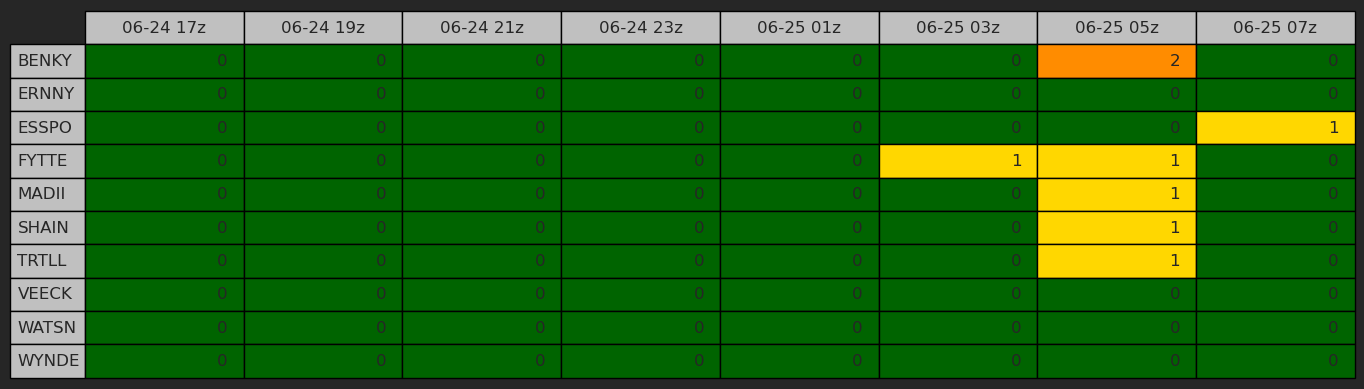 06-24 17z 06-24 19z 06-24 21z 06-24 23z 06-25 01z 06-25 03z 06-25 05z 06-25 07z
BENKY 0 0 0 0 0 0 2 0
ERNNY 0 0 0 0 0 0 0 0
ESSPO 0 0 0 0 0 0 0 1
FYTTE 0 0 0 0 0 1 1 0
MADII 0 0 0 0 0 0 1 0
SHAIN 0 0 0 0 0 0 1 0
TRTLL 0 0 0 0 0 0 1 0
VEECK 0 0 0 0 0 0 0 0
WATSN 0 0 0 0 0 0 0 0
WYNDE 0 0 0 0 0 0 0 0